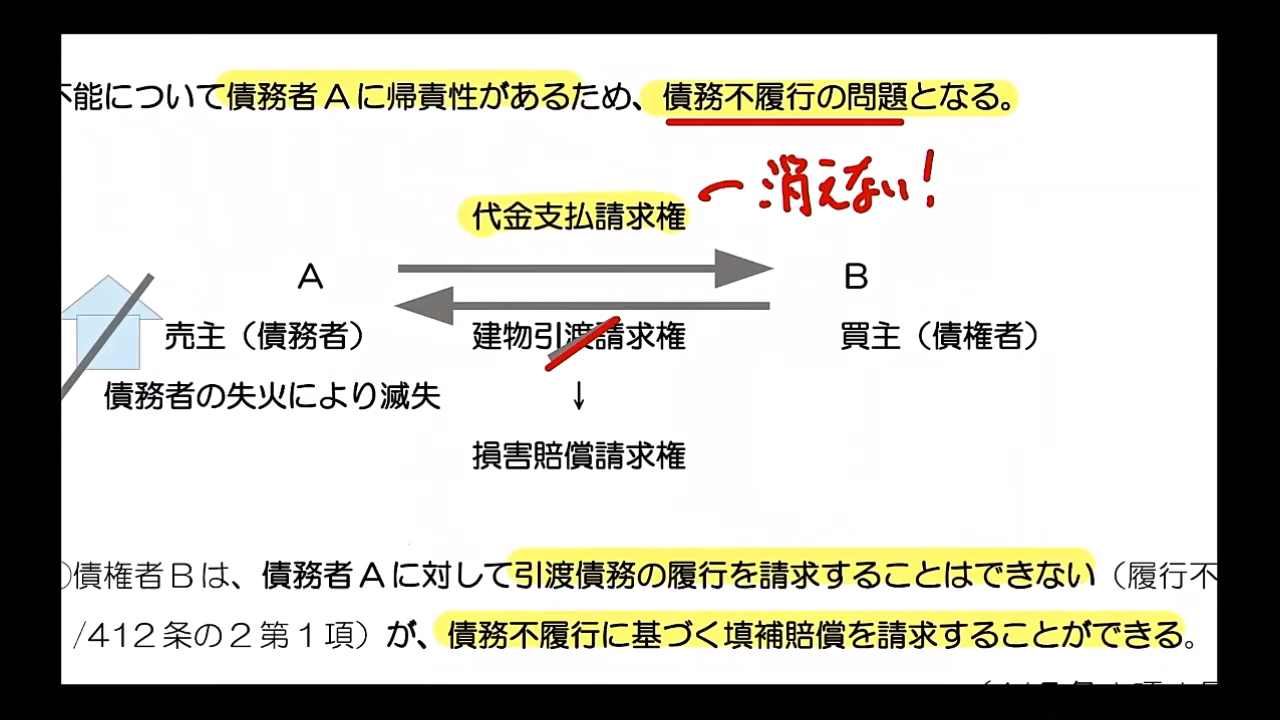 不能について債務者Aに帰責性があるため、債務不履行の問題となる。
消えない！
代金支払請求権
A
B
売主（債務者）
建物引渡請求権
買主（債権者）
債務者の失火により滅失
↓
損害賠償請求権
債権者Bは、債務者Aに対して引渡債務の履行を請求することはできない（履行不
/412条の2第1項）が、債務不履行に基づく填補賠償を請求することができる。